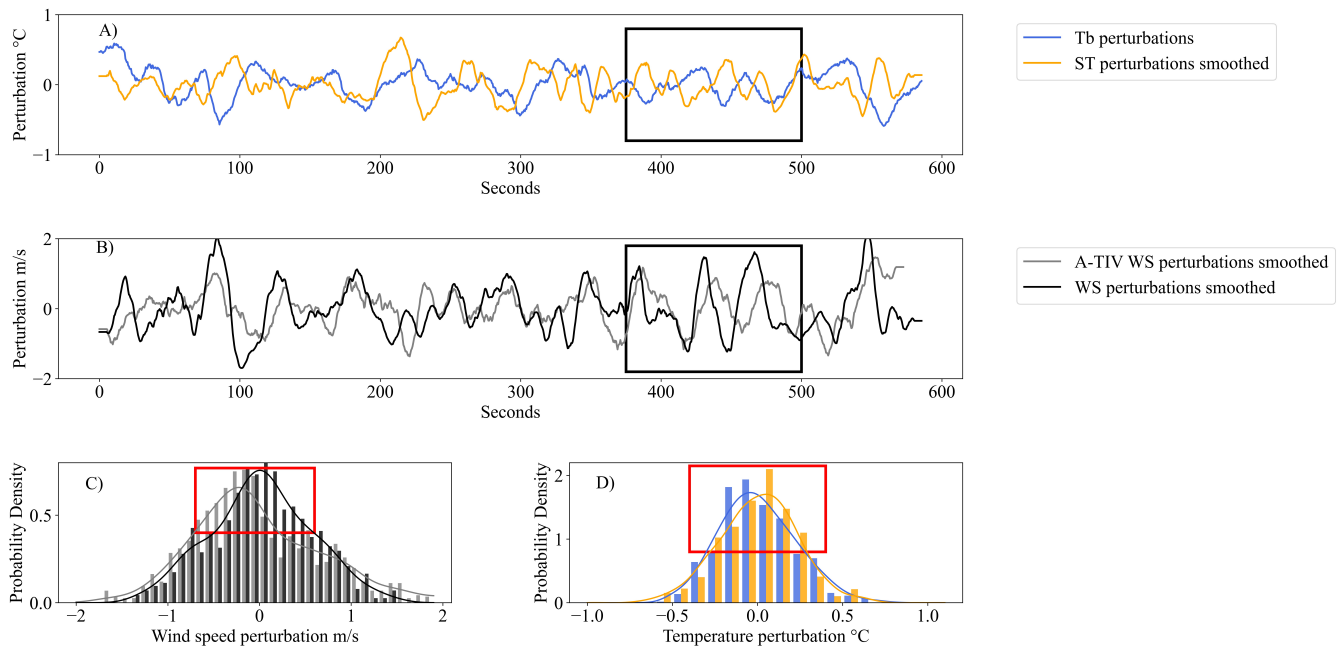 A)
Perturbation °C
1
0
−1
0
100
200
300
400
500
600
Seconds
Tb perturbations
ST perturbations smoothed
B)
Perturbation m/s
2
0
−2
0
100
200
300
400
500
600
Seconds
A-TIV WS perturbations smoothed
WS perturbations smoothed
C)
Probability Density
0.5
0.0
−2
−1
0
1
2
Wind speed perturbation m/s
D)
Probability Density
2
1
0
−1.0
−0.5
0.0
0.5
1.0
Temperature perturbation °C